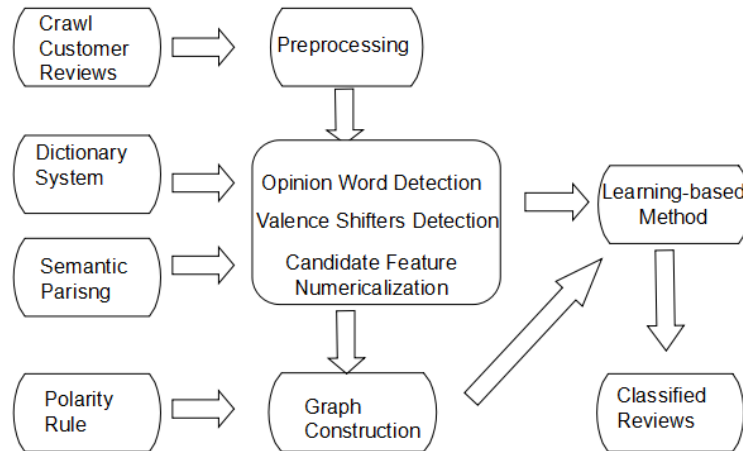 Crawl
Customer
Reviews
Preprocessing
Dictionary
System
Opinion Word Detection
Valence Shifters Detection
Candidate Feature
Numericalization
Learning-based
Method
Semantic
Parisng
Polarity
Rule
Graph
Construction
Classified
Reviews